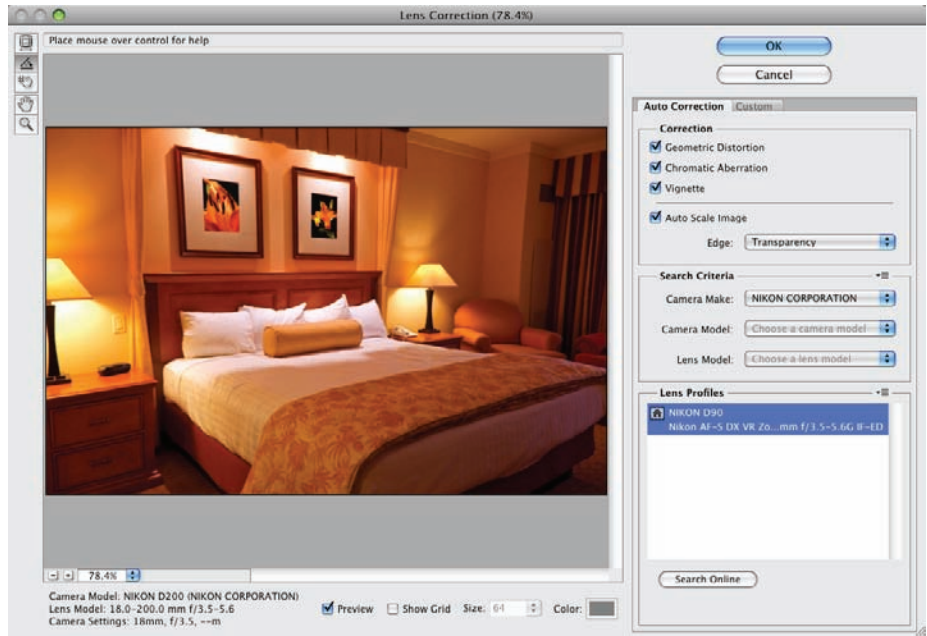 Lens Correction (78.4%)
Place mouse over control for help
OK
Cancel
Auto Correction Custom
Correction
Geometric Distortion
Chromatic Aberration
Vignette
Auto Scale Image
Edge: Transparency
Search Criteria
Camera Make: NIKON CORPORATION
Camera Model: Choose a camera model
Lens Model: Choose a lens model
Lens Profiles
NIKON D90
Nikon AF-S DX VR Zo...mm f/3.5-5.6G IF-ED
Search Online
78.4%
Camera Model: NIKON D200 (NIKON CORPORATION)
Lens Model: 18.0-200.0 mm f/3.5-5.6
Camera Settings: 18mm, f/3.5, --m
Preview Show Grid Size: 64 Color: